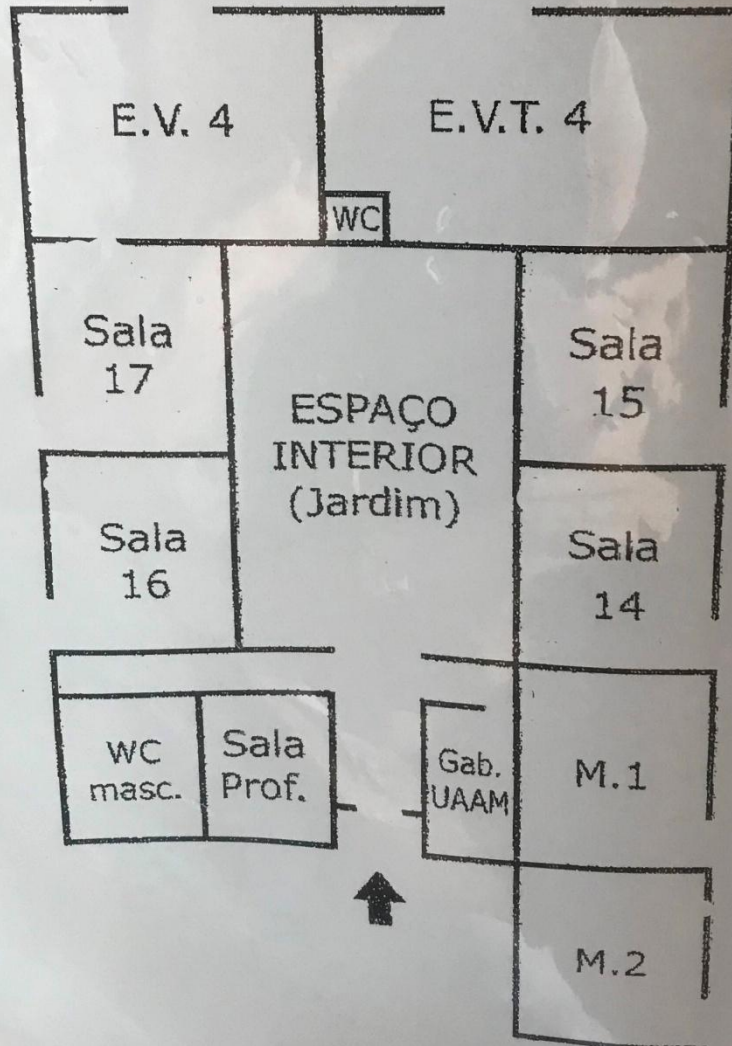 E.V. 4
E.V.T. 4
WC
Sala
17
ESPAÇO
INTERIOR
(Jardim)
Sala
15
Sala
16
Sala
14
WC
masc.
Sala
Prof.
Gab.
UAAM
M.1
M.2